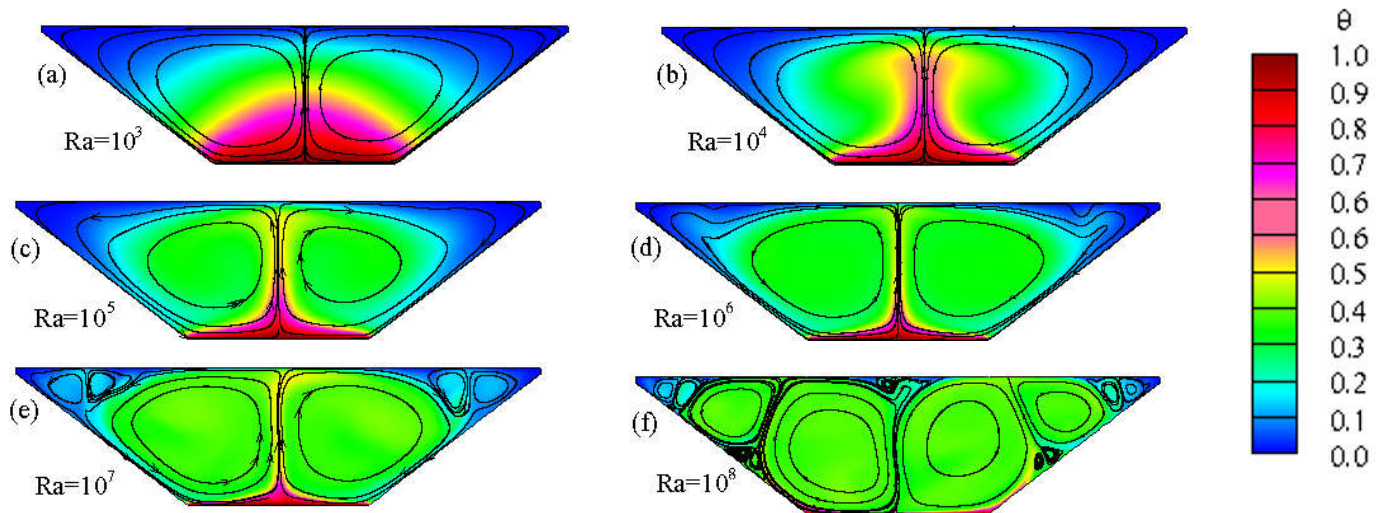 θ
(a)
Ra=10³
(b)
Ra=10⁴
1.0
0.9
0.8
0.7
0.6
0.6
0.5
0.4
0.3
0.2
0.1
0.0
(c)
Ra=10⁵
(d)
Ra=10⁶
(e)
Ra=10⁷
(f)
Ra=10⁸